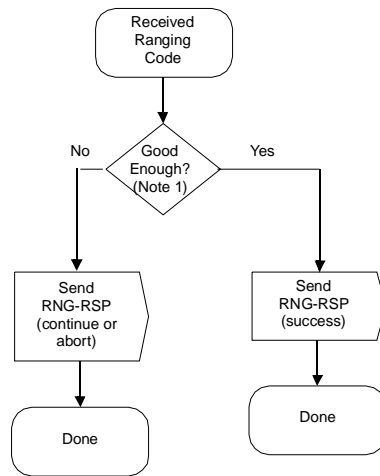 Received
Ranging
Code
No
Good
Enough?
(Note 1)
Yes
Send
RNG-RSP
(continue or
abort)
Send
RNG-RSP
(success)
Done
Done